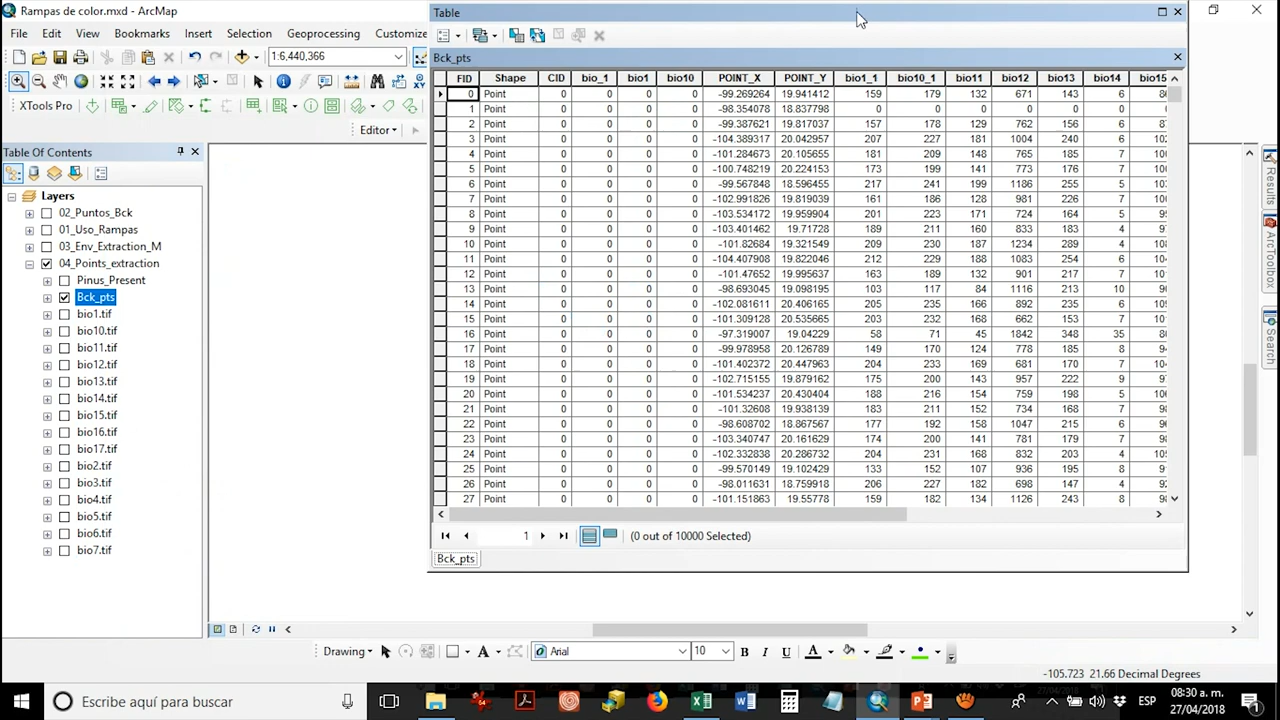 Rampas de color.mxd - ArcMap
Table
File Edit View Bookmarks Insert Selection Geoprocessing Customize
1:6,440,366
Bck_pts
XTools Pro
Editor
Table Of Contents
Layers
02_Puntos_Bck
01_Uso_Rampas
03_Env_Extraction_M
04_Points_extraction
Pinus_Present
Bck_pts
bio1.tif
bio10.tif
bio11.tif
bio12.tif
bio13.tif
bio14.tif
bio15.tif
bio16.tif
bio17.tif
bio2.tif
bio3.tif
bio4.tif
bio5.tif
bio6.tif
bio7.tif
FID Shape CID bio_1 bio1 bio10 POINT_X POINT_Y bio1_1 bio10_1 bio11 bio12 bio13 bio14 bio15
0 Point 0 0 0 0 -99.269264 19.941412 159 179 132 671 143 6
1 Point 0 0 0 0 -98.354078 18.837798 0 0 0 0 0 0
2 Point 0 0 0 0 -99.387621 19.817037 157 178 129 762 156 6
3 Point 0 0 0 0 -104.389317 20.042957 207 227 181 1004 240 6
4 Point 0 0 0 0 -101.284673 20.105655 181 209 148 765 185 7
5 Point 0 0 0 0 -100.748219 20.224153 173 199 141 773 176 7
6 Point 0 0 0 0 -99.567848 18.596455 217 241 199 1186 255 5
7 Point 0 0 0 0 -102.991826 19.819039 161 186 128 981 226 7
8 Point 0 0 0 0 -103.534172 19.959904 201 223 171 724 164 5
9 Point 0 0 0 0 -103.401462 19.71728 189 211 160 833 183 4
10 Point 0 0 0 0 -101.82684 19.321549 209 230 187 1234 289 4
11 Point 0 0 0 0 -104.407908 19.822046 212 229 188 1083 254 6
12 Point 0 0 0 0 -101.47652 19.995637 163 189 132 901 217 7
13 Point 0 0 0 0 -98.693045 19.098195 103 117 84 1116 213 10
14 Point 0 0 0 0 -102.081611 20.406165 205 235 166 892 235 6
15 Point 0 0 0 0 -101.309128 20.535665 203 232 168 662 153 7
16 Point 0 0 0 0 -97.319007 19.04229 58 71 45 1842 348 35
17 Point 0 0 0 0 -99.978958 20.126789 149 170 124 778 185 8
18 Point 0 0 0 0 -101.402372 20.447963 204 233 169 681 170 7
19 Point 0 0 0 0 -102.715155 19.879162 175 200 143 957 222 9
20 Point 0 0 0 0 -101.534237 20.430404 188 216 154 759 198 5
21 Point 0 0 0 0 -101.32608 19.938139 183 211 152 734 168 7
22 Point 0 0 0 0 -98.608702 18.867567 177 192 158 1047 215 6
23 Point 0 0 0 0 -103.340747 20.161629 174 200 141 781 179 7
24 Point 0 0 0 0 -102.332838 20.286732 204 231 168 832 203 4
25 Point 0 0 0 0 -99.570149 19.102429 133 152 107 936 195 8
26 Point 0 0 0 0 -98.011631 18.759918 206 227 182 698 147 4
27 Point 0 0 0 0 -101.151863 19.55778 159 182 134 1126 243 8
1 (0 out of 10000 Selected)
Bck_pts
Results
ArcToolbox
Search
Drawing Arial 10 B I U A
-105.723 21.66 Decimal Degrees
Escribe aquí para buscar
ESP
08:30 a. m.
27/04/2018